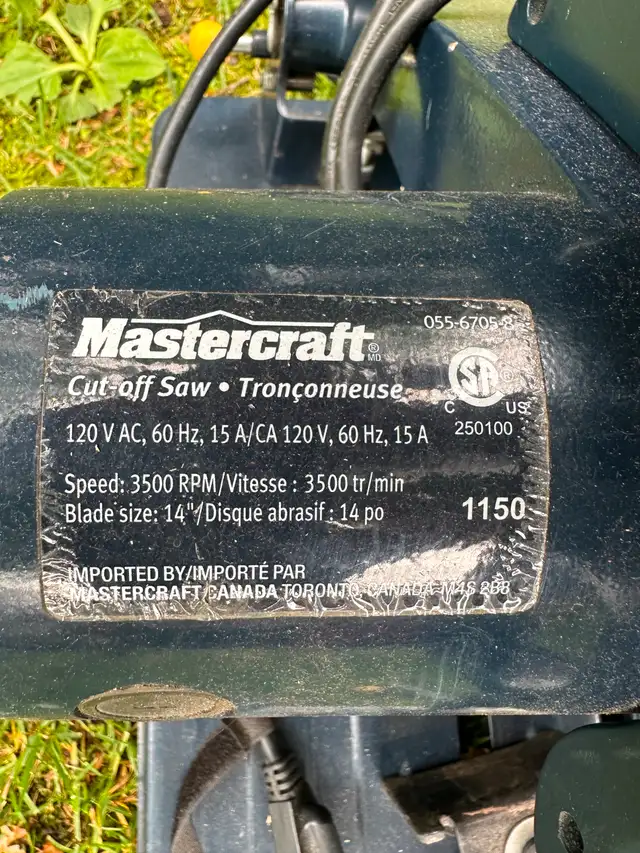 Mastercraft®
MD
055-6705-8
Cut-off Saw • Tronçonneuse
C US
250100
120 V AC, 60 Hz, 15 A/CA 120 V, 60 Hz, 15 A
Speed: 3500 RPM/Vitesse : 3500 tr/min
Blade size: 14"/Disque abrasif : 14 po
1150
IMPORTED BY/IMPORTÉ PAR
MASTERCRAFT CANADA TORONTO, CANADA M4S 2B8